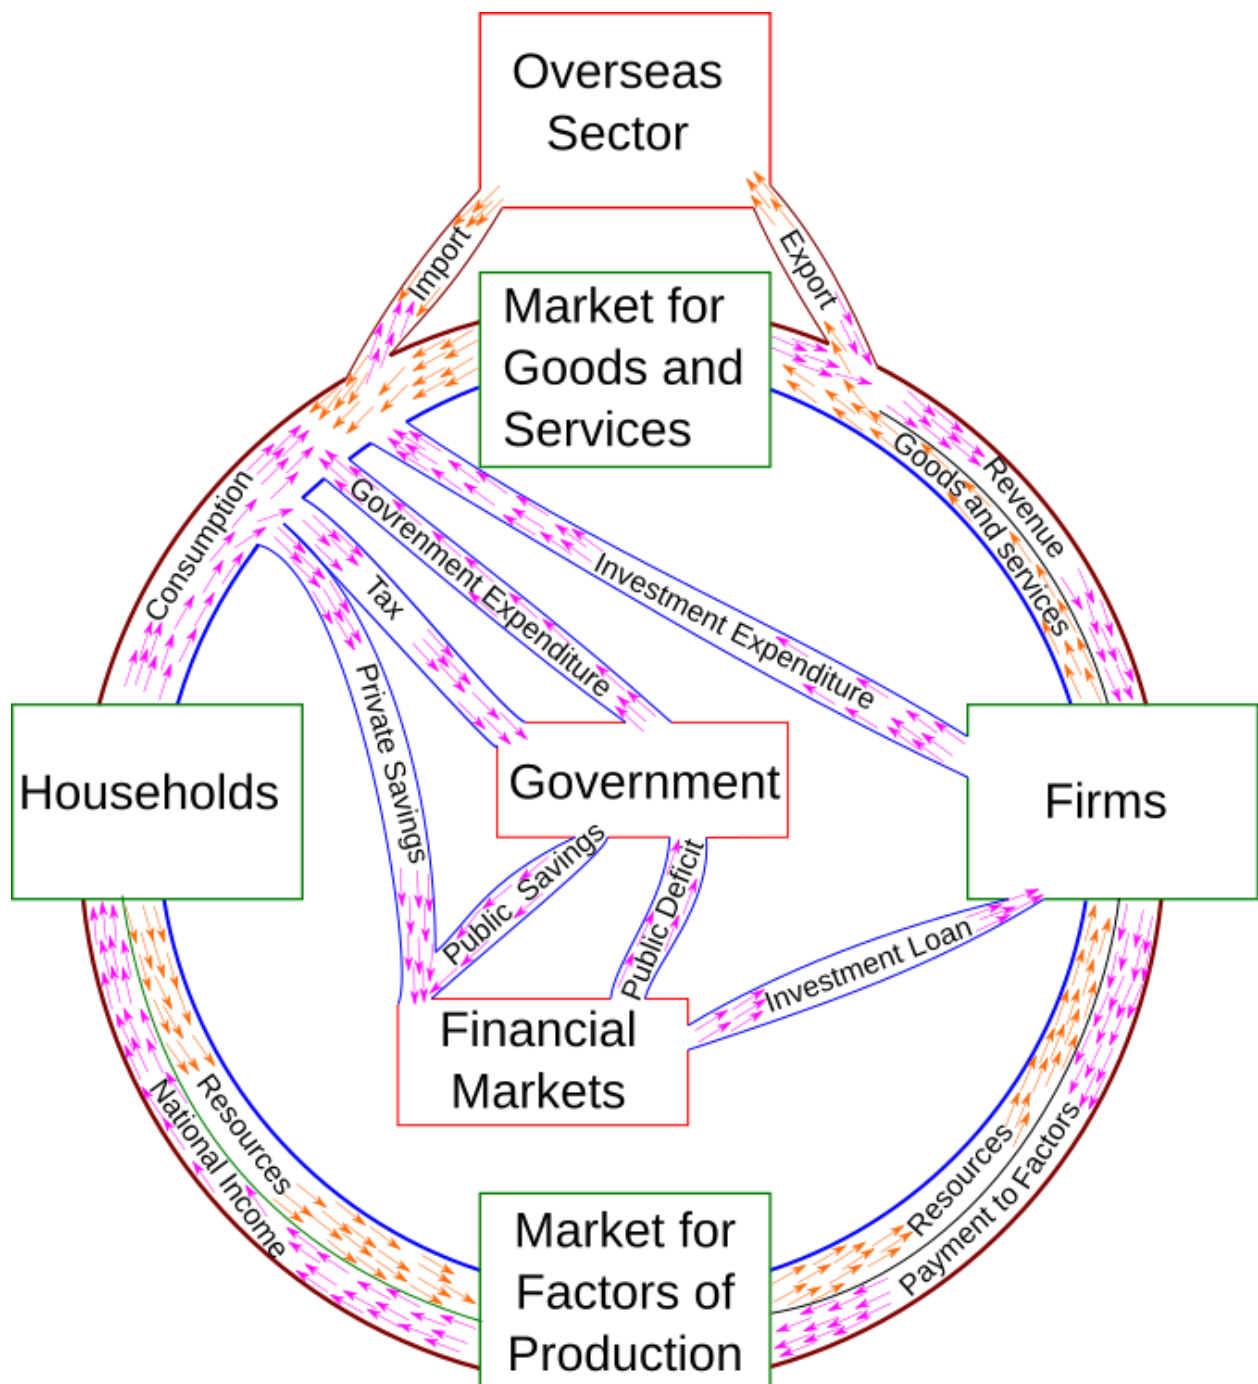 Overseas
Sector
Import
Export
Market for
Goods and
Services
Consumption
Govrenment Expenditure
Tax
Private Savings
Investment Expenditure
Goods and services
Revenue
Households
Government
Firms
Public Savings
Public Deficit
Investment Loan
Financial
Markets
Resources
National Income
Resources
Payment to Factors
Market for
Factors of
Production